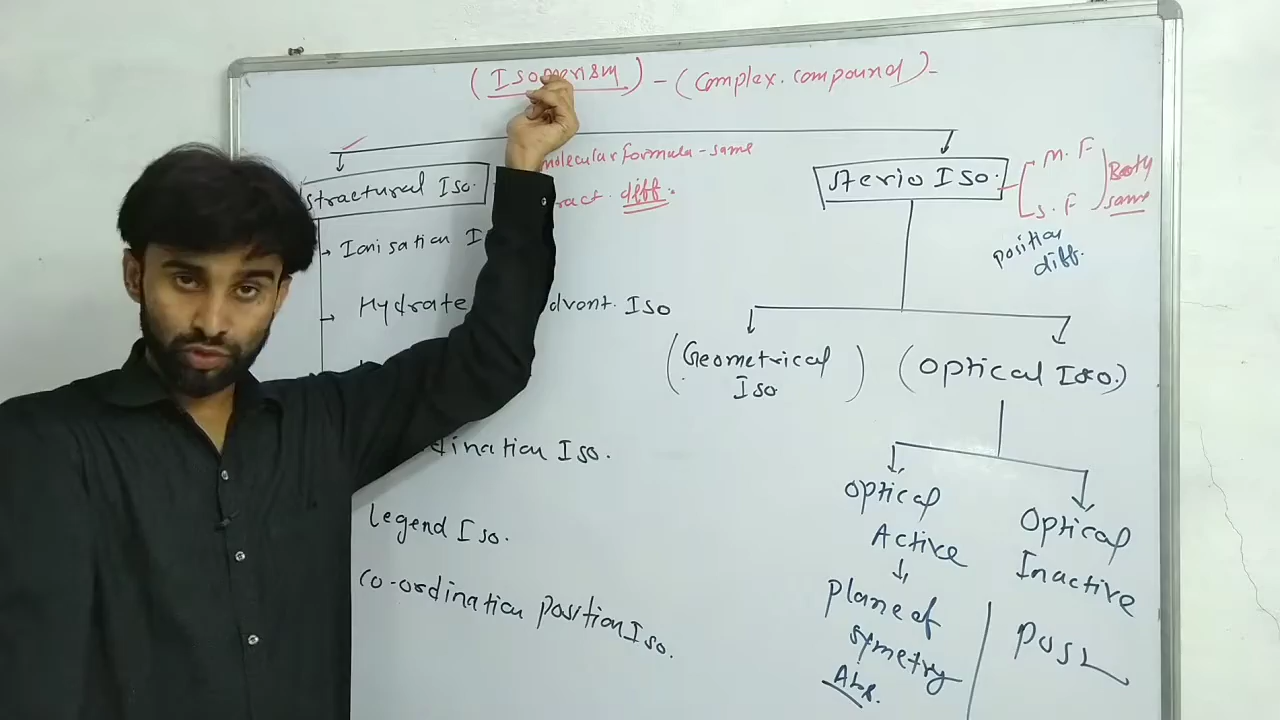 (Isomerism) - (Complex. compound) -
molecular formula - same
structural Iso.
ract. diff.
Ionisation I
Hydrate
dvont. Iso
dination Iso.
Legend Iso.
co-ordination position Iso.
sterio Iso.
M. F
S. F
Booty
same
position
diff.
(Geometrical
Iso)
(Optical Iso.)
Optical
Active
Plane of
symetry
Abs.
Optical
Inactive